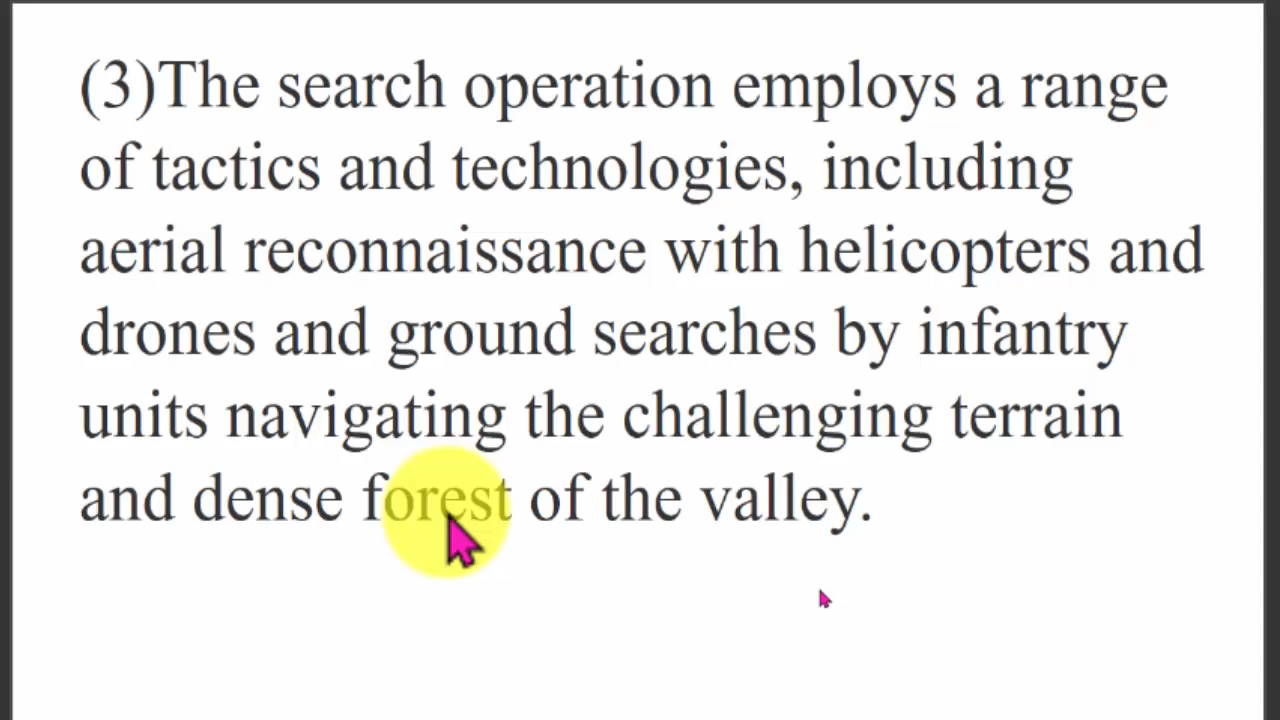 (3)The search operation employs a range
of tactics and technologies, including
aerial reconnaissance with helicopters and
drones and ground searches by infantry
units navigating the challenging terrain
and dense forest of the valley.